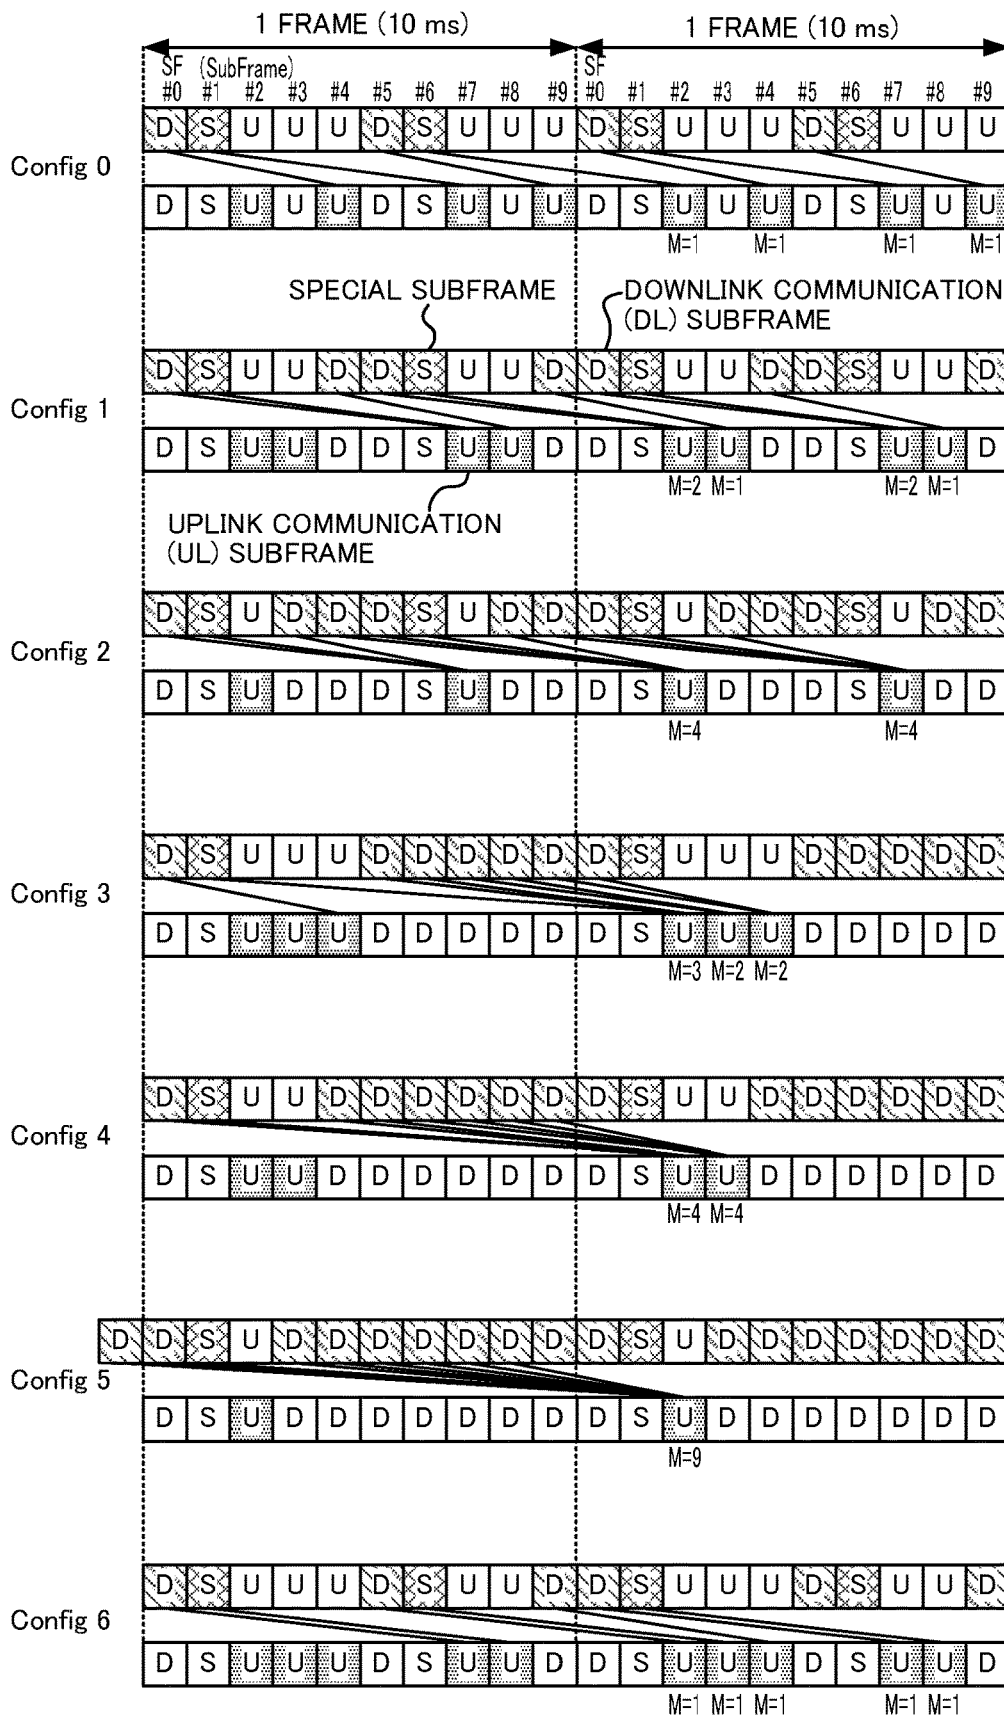 1 FRAME (10 ms) 1 FRAME (10 ms)
SF (SubFrame) SF
#0 #1 #2 #3 #4 #5 #6 #7 #8 #9 #0 #1 #2 #3 #4 #5 #6 #7 #8 #9
D S U U U D S U U U D S U U U D S U U U
Config 0
D S U U U D S U U U D S U U U D S U U U
M=1 M=1 M=1 M=1
SPECIAL SUBFRAME DOWNLINK COMMUNICATION
(DL) SUBFRAME
D S U U D D S U U D D S U U D D S U U D
Config 1
D S U U D D S U U D D S U U D D S U U D
M=2 M=1 M=2 M=1
UPLINK COMMUNICATION
(UL) SUBFRAME
D S U D D D S U D D D S U D D D S U D D
Config 2
D S U D D D S U D D D S U D D D S U D D
M=4 M=4
D S U U U D D D D D D S U U U D D D D D
Config 3
D S U U U D D D D D D S U U U D D D D D
M=3 M=2 M=2
D S U U D D D D D D D S U U D D D D D D
Config 4
D S U U D D D D D D D S U U D D D D D D
M=4 M=4
D D S U D D D D D D D D S U D D D D D D D
Config 5
D S U D D D D D D D D S U D D D D D D D
M=9
D S U U U D S U U D D S U U U D S U U D
Config 6
D S U U U D S U U D D S U U U D S U U D
M=1 M=1 M=1 M=1 M=1